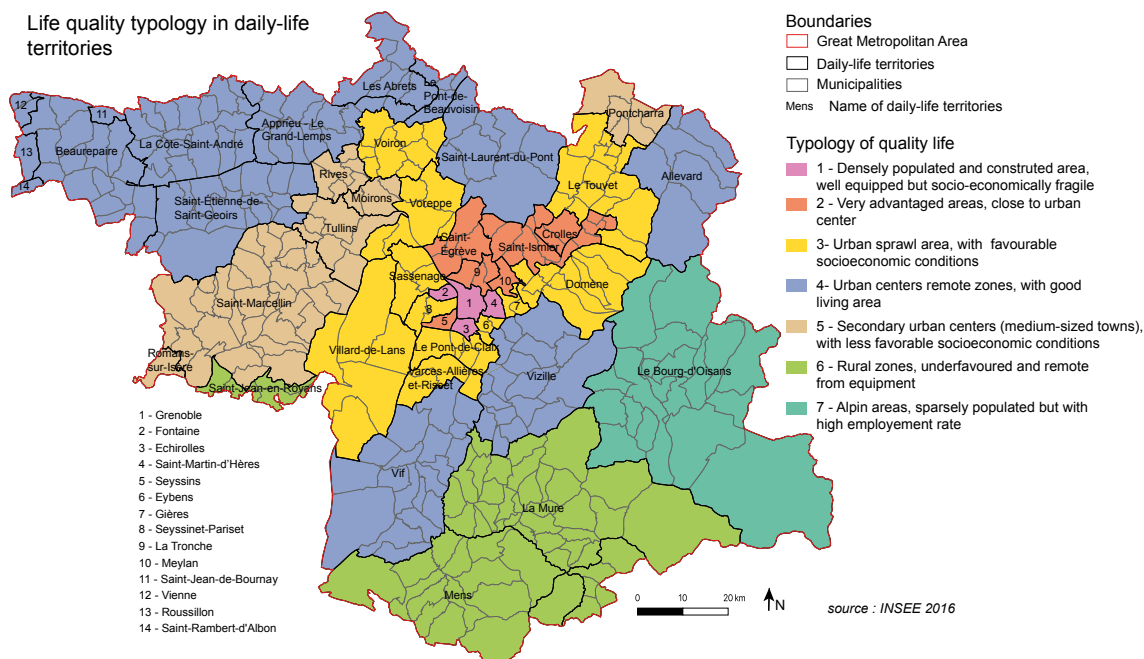 Life quality typology in daily-life
territories
Boundaries
Great Metropolitan Area
Daily-life territories
Municipalities
Mens Name of daily-life territories
Typology of quality life
1 - Densely populated and construted area,
well equipped but socio-economically fragile
2 - Very advantaged areas, close to urban
center
3- Urban sprawl area, with favourable
socioeconomic conditions
4- Urban centers remote zones, with good
living area
5 - Secondary urban centers (medium-sized towns),
with less favorable socioeconomic conditions
6 - Rural zones, underfavoured and remote
from equipment
7 - Alpin areas, sparsely populated but with
high employement rate
12
11
13
14
Beaurepaire
La Côte-Saint-André
Apprieu - Le
Grand-Lemps
Les Abrets
Pont-de-
Beauvoisin
Voiron
Saint-Laurent-du-Pont
Pontcharra
Le Touvet
Allevard
Saint-Étienne-de-
Saint-Geoirs
Rives
Moirons
Voreppe
Tullins
Saint-
Egrève
Saint-Ismier
Crolles
Sassenage
9
10
Domène
2
1
4
7
8
5
3
6
Saint-Marcellin
Villard-de-Lans
Le Pont-de-Claix
Varces-Allières
et-Risset
Vizille
Le Bourg-d'Oisans
Romans-
sur-Isère
Saint-Jean-en-Royans
Vif
La Mure
Mens
1 - Grenoble
2 - Fontaine
3 - Echirolles
4 - Saint-Martin-d'Hères
5 - Seyssins
6 - Eybens
7 - Gières
8 - Seyssinet-Pariset
9 - La Tronche
10 - Meylan
11 - Saint-Jean-de-Bournay
12 - Vienne
13 - Roussillon
14 - Saint-Rambert-d'Albon
0 10 20 km
N
source : INSEE 2016